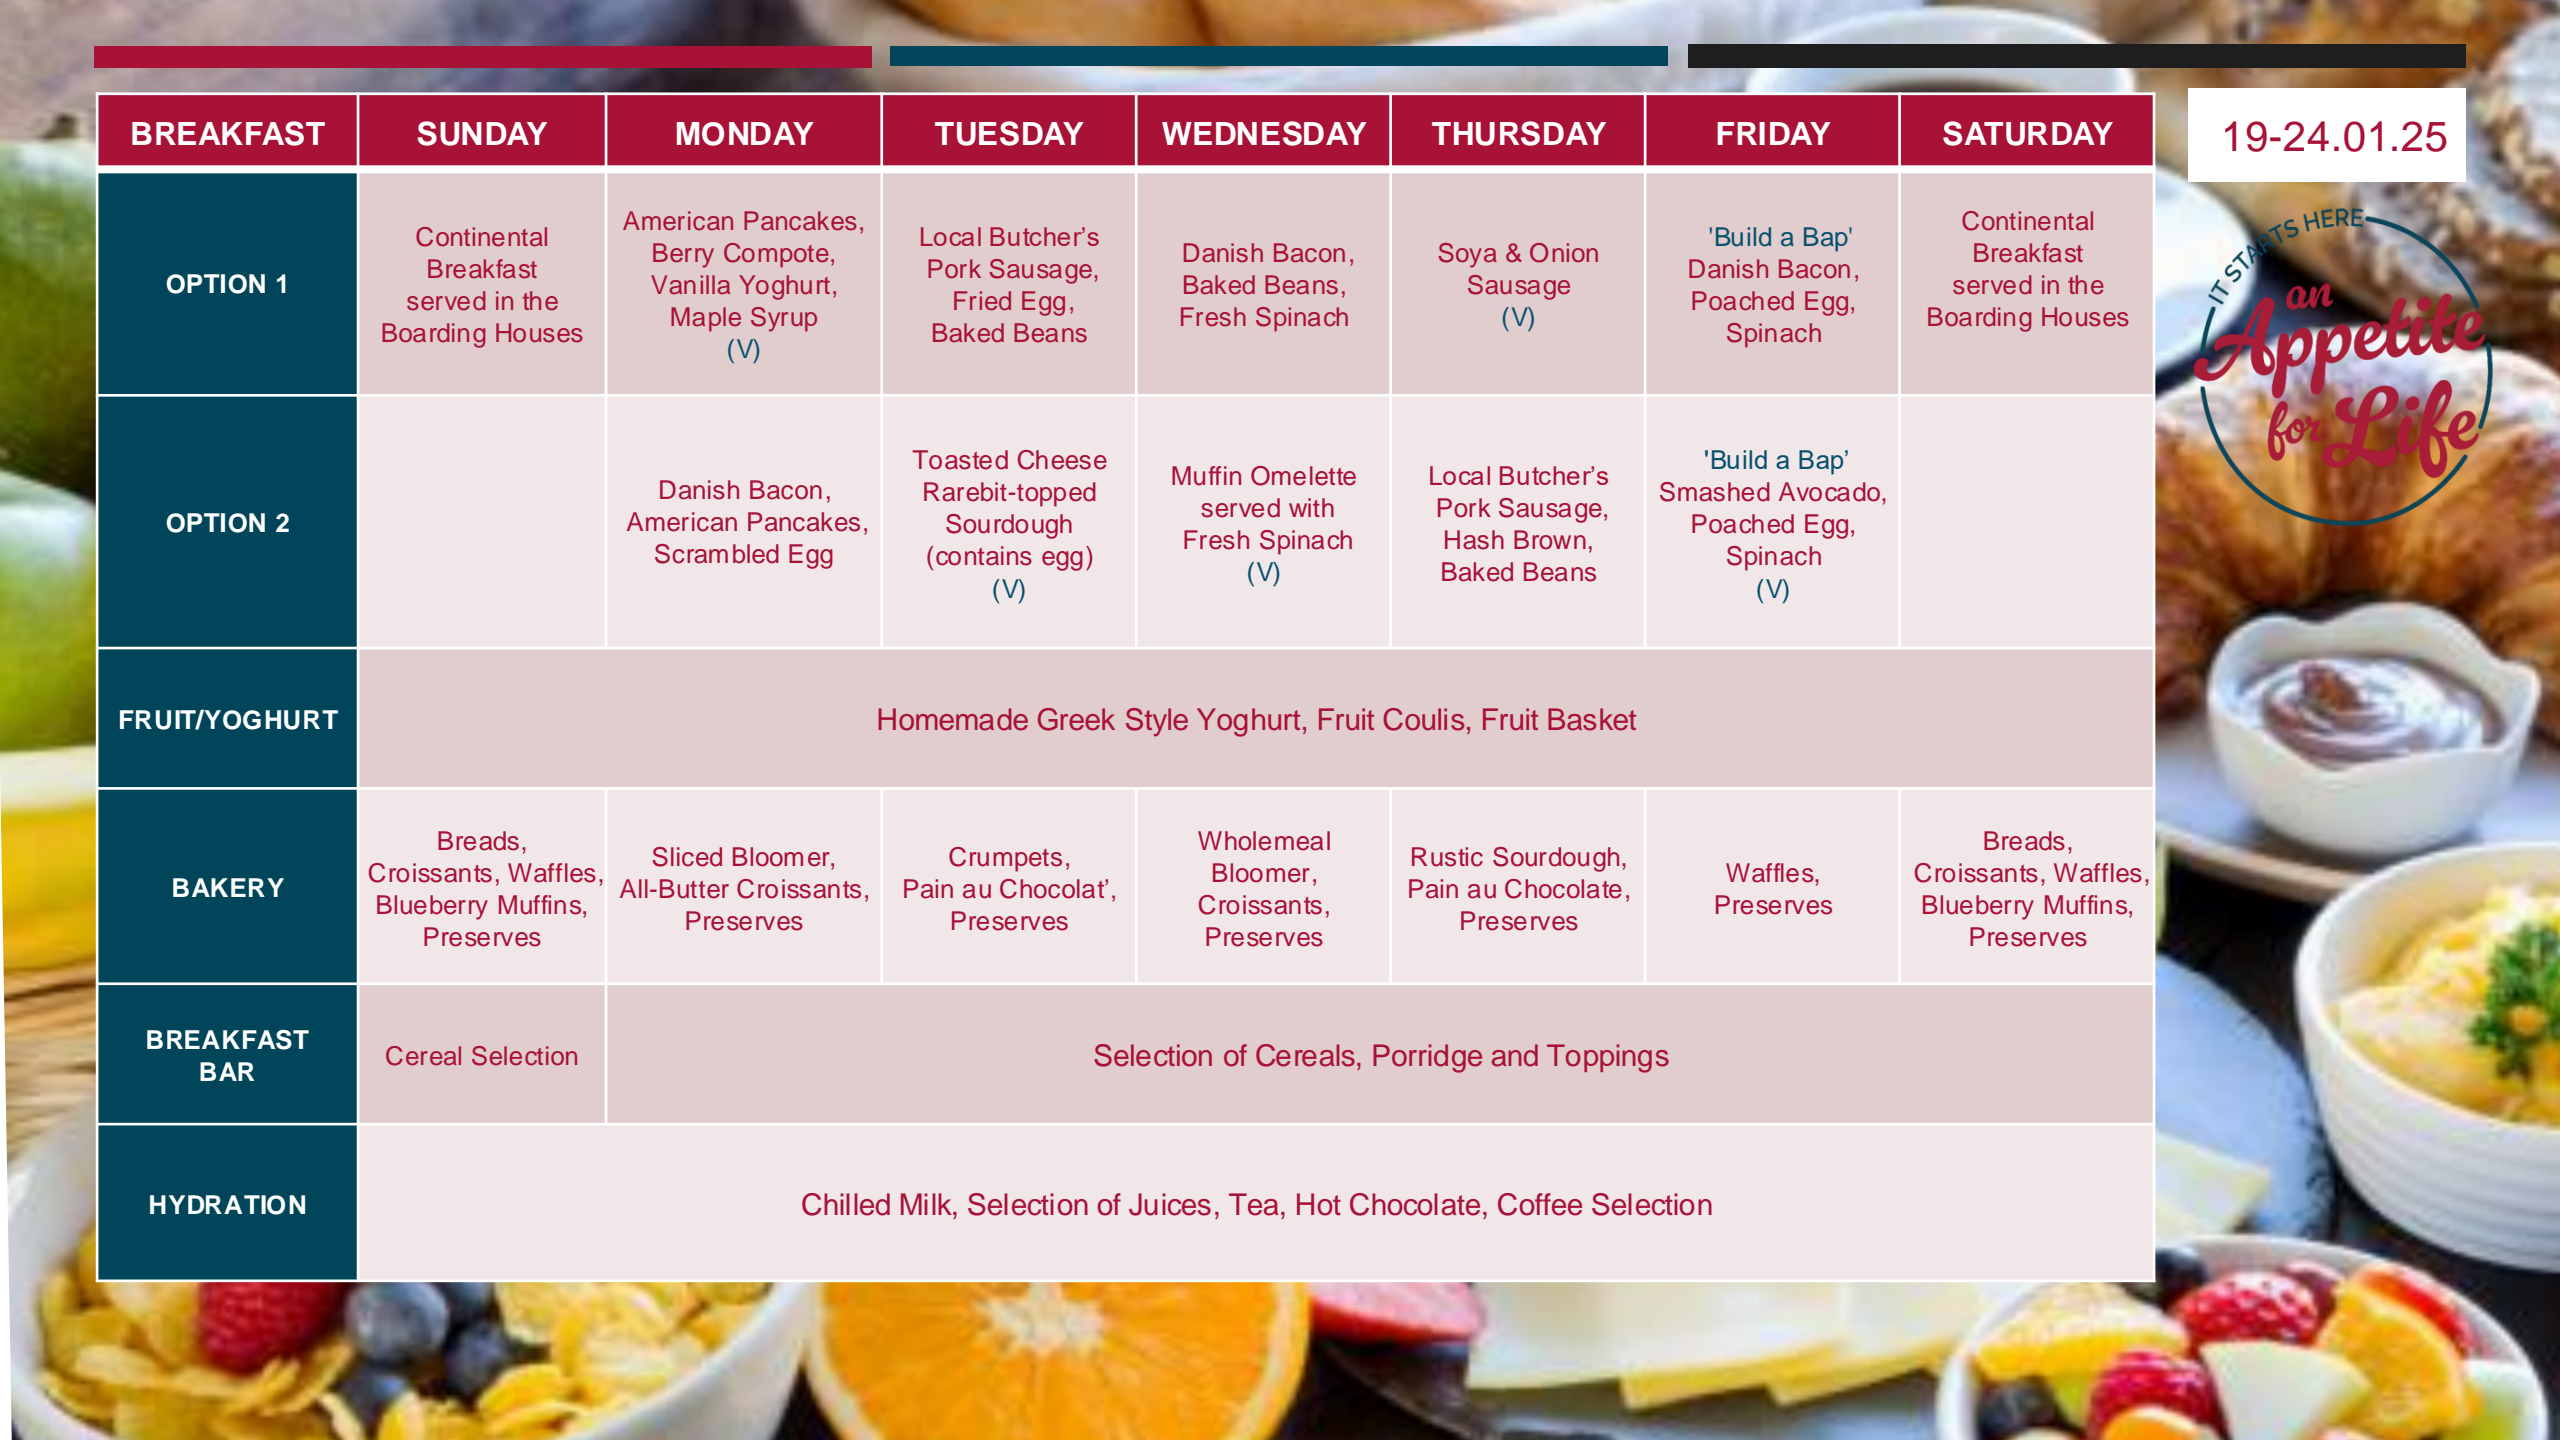 BREAKFAST
SUNDAY
MONDAY
TUESDAY
WEDNESDAY
THURSDAY
FRIDAY
SATURDAY
19-24.01.25
OPTION 1
Continental
Breakfast
served in the
Boarding Houses
American Pancakes,
Berry Compote,
Vanilla Yoghurt,
Maple Syrup
(V)
Local Butcher’s
Pork Sausage,
Fried Egg,
Baked Beans
Danish Bacon,
Baked Beans,
Fresh Spinach
Soya & Onion
Sausage
(V)
'Build a Bap'
Danish Bacon,
Poached Egg,
Spinach
Continental
Breakfast
served in the
Boarding Houses
IT STARTS HERE
an
Appetite
for Life
OPTION 2
Danish Bacon,
American Pancakes,
Scrambled Egg
Toasted Cheese
Rarebit-topped
Sourdough
(contains egg)
(V)
Muffin Omelette
served with
Fresh Spinach
(V)
Local Butcher’s
Pork Sausage,
Hash Brown,
Baked Beans
'Build a Bap’
Smashed Avocado,
Poached Egg,
Spinach
(V)
FRUIT/YOGHURT
Homemade Greek Style Yoghurt, Fruit Coulis, Fruit Basket
BAKERY
Breads,
Croissants, Waffles,
Blueberry Muffins,
Preserves
Sliced Bloomer,
All-Butter Croissants,
Preserves
Crumpets,
Pain au Chocolat’,
Preserves
Wholemeal
Bloomer,
Croissants,
Preserves
Rustic Sourdough,
Pain au Chocolate,
Preserves
Waffles,
Preserves
Breads,
Croissants, Waffles,
Blueberry Muffins,
Preserves
BREAKFAST
BAR
Cereal Selection
Selection of Cereals, Porridge and Toppings
HYDRATION
Chilled Milk, Selection of Juices, Tea, Hot Chocolate, Coffee Selection